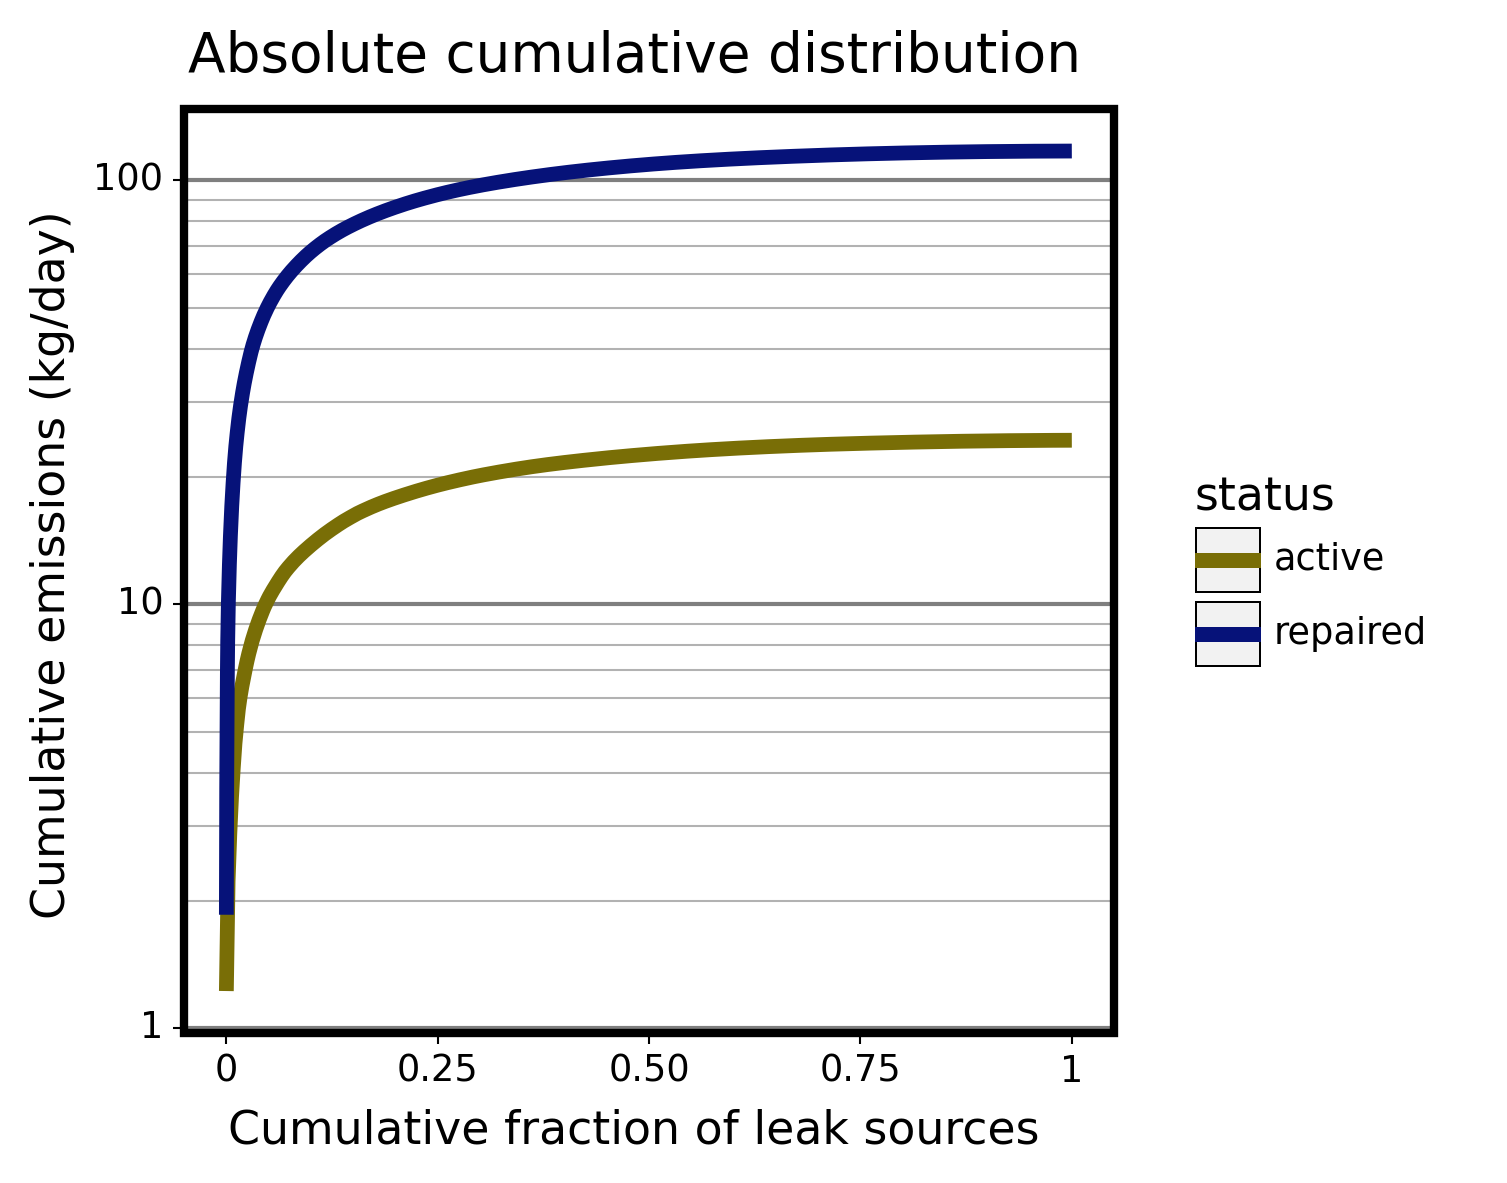 Absolute cumulative distribution
Cumulative emissions (kg/day)
100
10
1
0
0.25
0.50
0.75
1
Cumulative fraction of leak sources
status
active
repaired